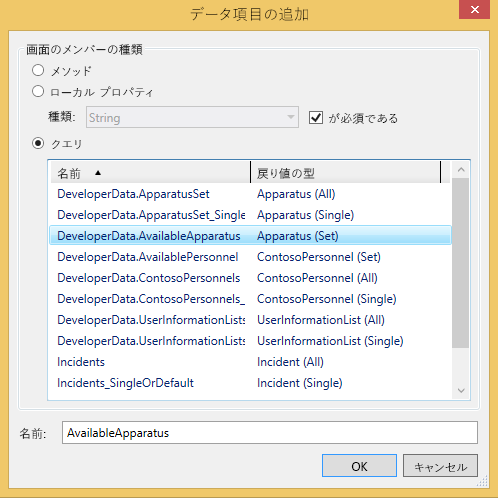 データ項目の追加
画面のメンバーの種類
メソッド
ローカル プロパティ
種類: String が必須である
クエリ
名前 戻り値の型
DeveloperData.ApparatusSet Apparatus (All)
DeveloperData.ApparatusSet_Single Apparatus (Single)
DeveloperData.AvailableApparatus Apparatus (Set)
DeveloperData.AvailablePersonnel ContosoPersonnel (Set)
DeveloperData.ContosoPersonnels ContosoPersonnel (All)
DeveloperData.ContosoPersonnels_ ContosoPersonnel (Single)
DeveloperData.UserInformationLists UserInformationList (All)
DeveloperData.UserInformationLists UserInformationList (Single)
Incidents Incident (All)
Incidents_SingleOrDefault Incident (Single)
名前: AvailableApparatus
OK キャンセル